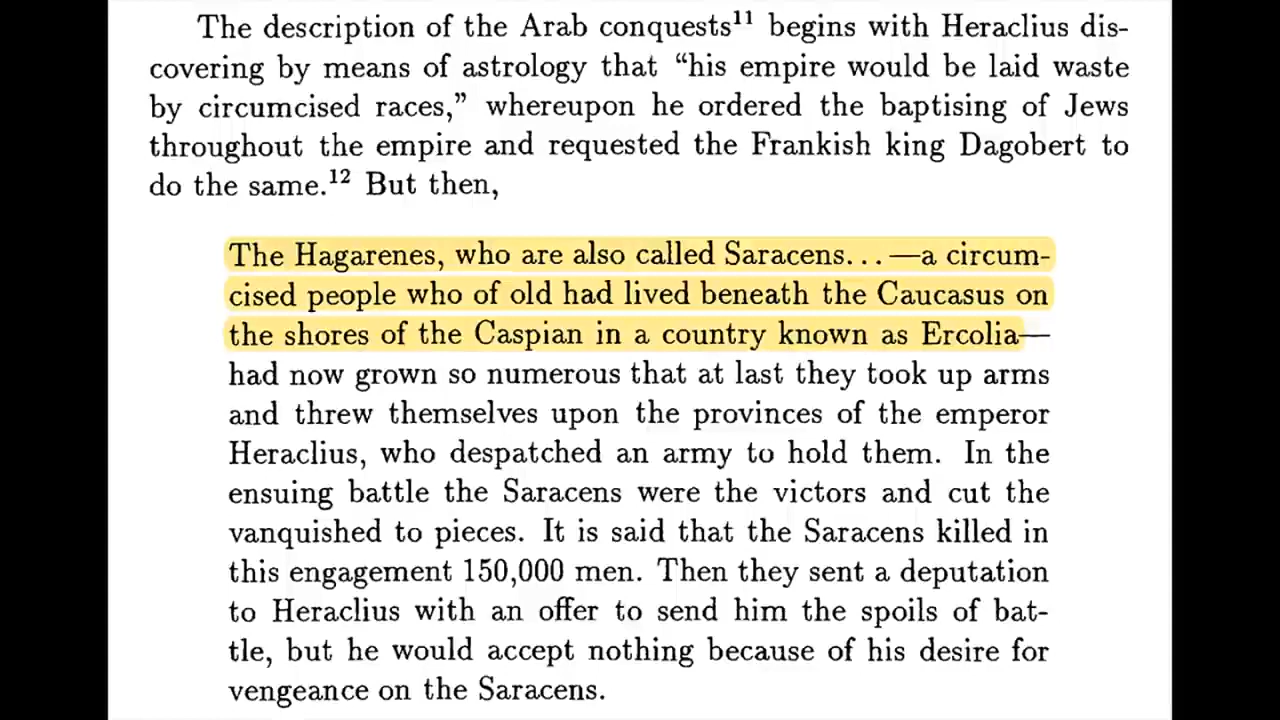 The description of the Arab conquests¹¹ begins with Heraclius dis-
covering by means of astrology that “his empire would be laid waste
by circumcised races,” whereupon he ordered the baptising of Jews
throughout the empire and requested the Frankish king Dagobert to
do the same.¹² But then,
The Hagarenes, who are also called Saracens. . . —a circum-
cised people who of old had lived beneath the Caucasus on
the shores of the Caspian in a country known as Ercolia—
had now grown so numerous that at last they took up arms
and threw themselves upon the provinces of the emperor
Heraclius, who despatched an army to hold them. In the
ensuing battle the Saracens were the victors and cut the
vanquished to pieces. It is said that the Saracens killed in
this engagement 150,000 men. Then they sent a deputation
to Heraclius with an offer to send him the spoils of bat-
tle, but he would accept nothing because of his desire for
vengeance on the Saracens.